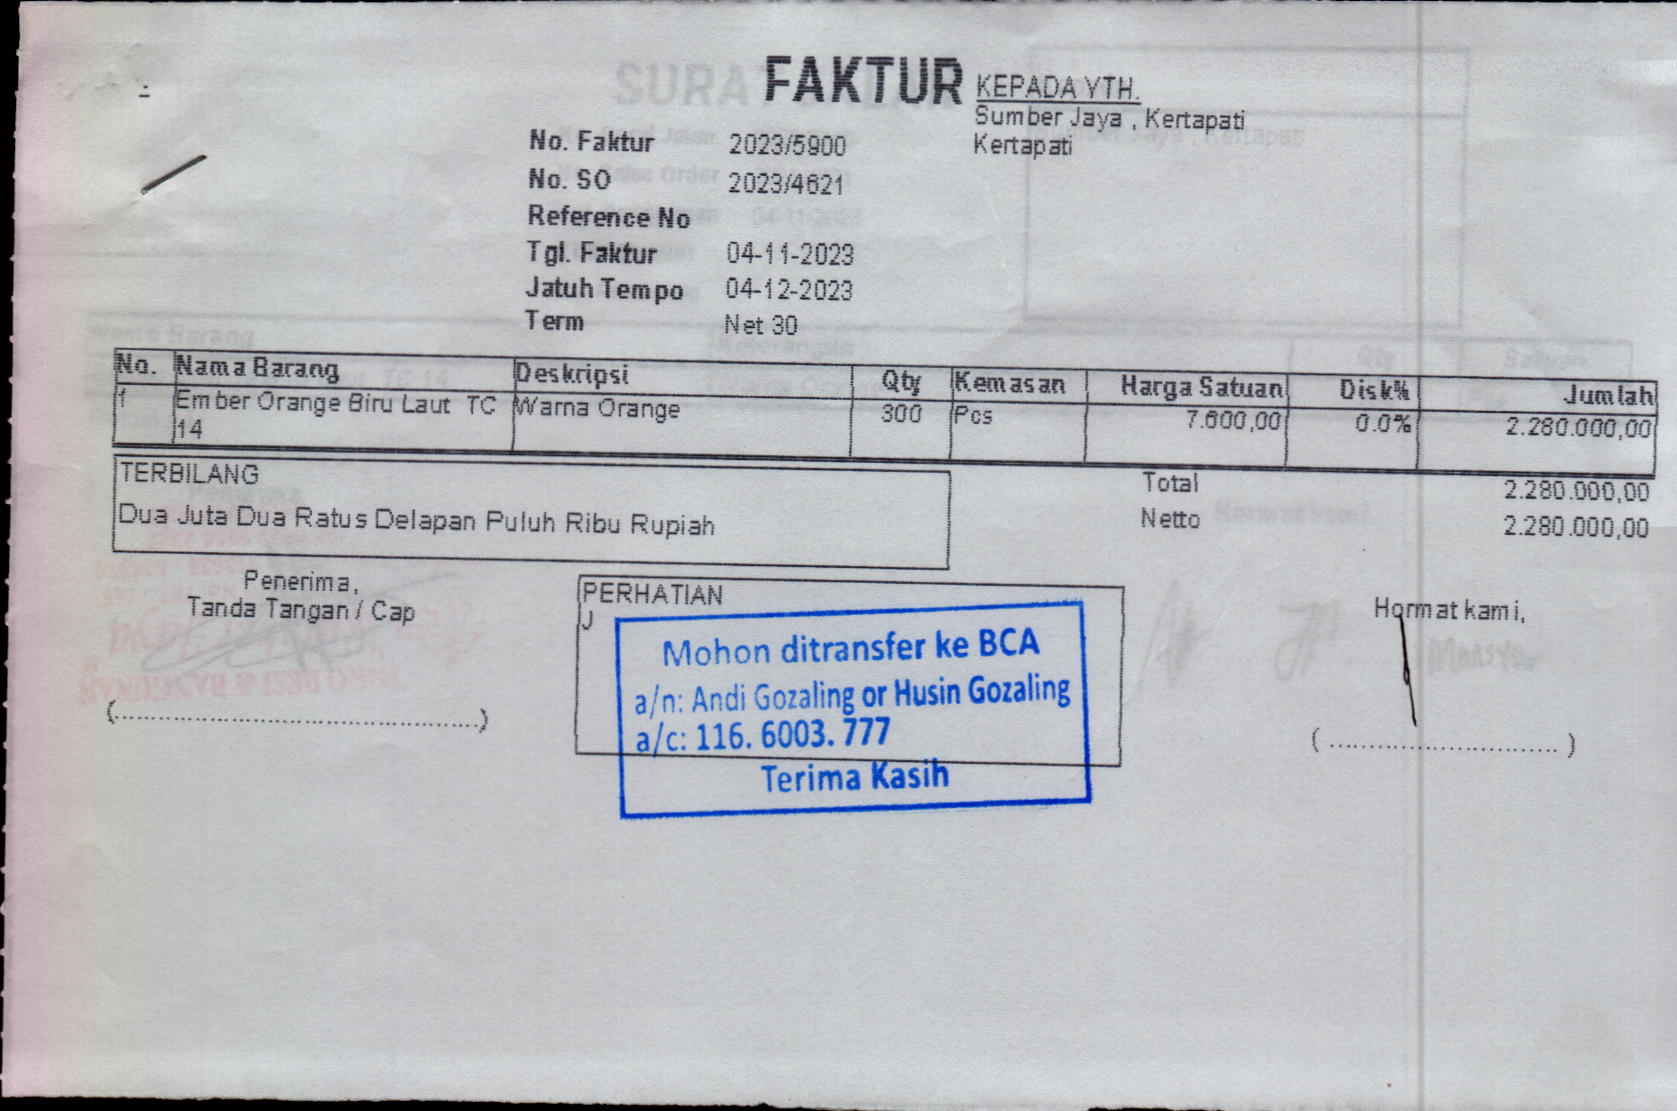 FAKTUR
KEPADA YTH.
Sumber Jaya , Kertapati
Kertapati
No. Faktur 2023/5900
No. SO 2023/4621
Reference No
Tgl. Faktur 04-11-2023
Jatuh Tempo 04-12-2023
Term Net 30
No. Nama Barang Deskripsi Qty Kemasan Harga Satuan Disk% Jumlah
1 Ember Orange Biru Laut TC Warna Orange 300 Pcs 7.600,00 0.0% 2.280.000,00
14
TERBILANG
Dua Juta Dua Ratus Delapan Puluh Ribu Rupiah
Total 2.280.000,00
Netto 2.280.000,00
Penerima,
Tanda Tangan / Cap
(....................................................)
PERHATIAN
J
Mohon ditransfer ke BCA
a/n: Andi Gozaling or Husin Gozaling
a/c: 116. 6003. 777
Terima Kasih
Hormat kami,
( ................................ )